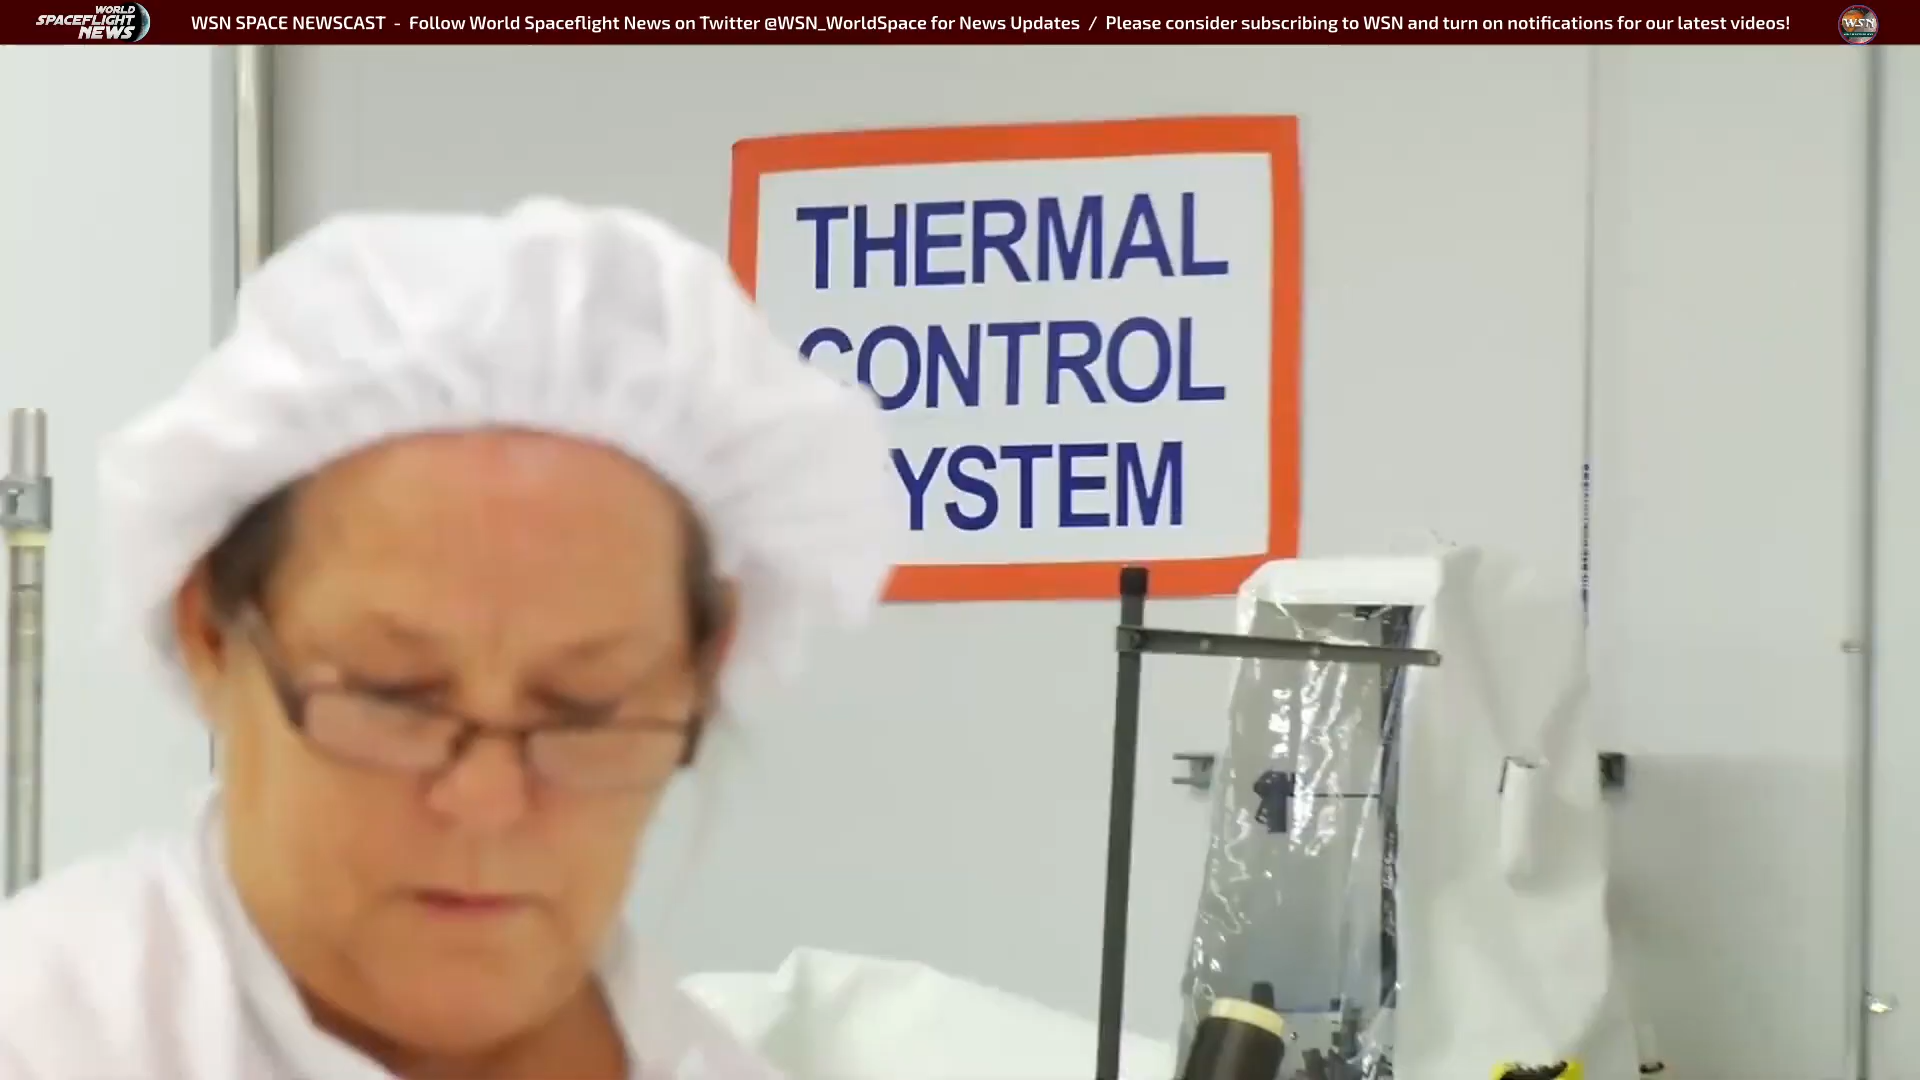 WORLD
SPACEFLIGHT
NEWS
WSN SPACE NEWSCAST - Follow World Spaceflight News on Twitter @WSN_WorldSpace for News Updates / Please consider subscribing to WSN and turn on notifications for our latest videos!
WSN
THERMAL
CONTROL
YSTEM